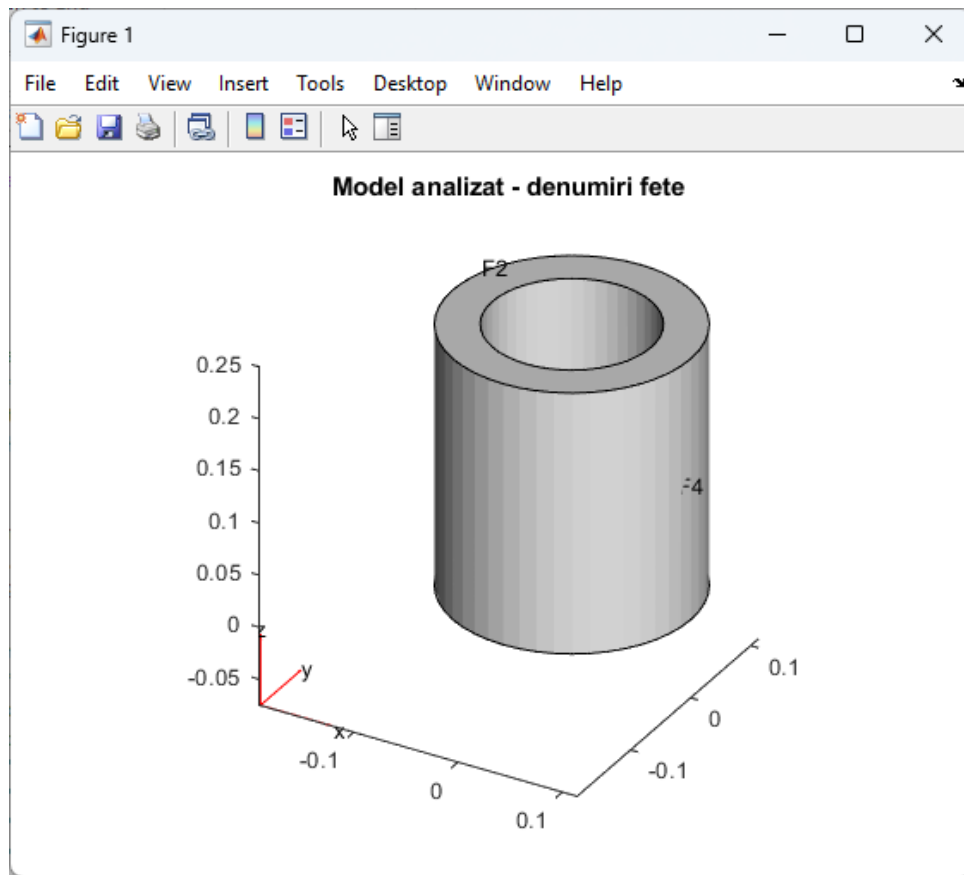 Figure 1
File Edit View Insert Tools Desktop Window Help
Model analizat - denumiri fete
F2
0.25
0.2
0.15
0.1
F4
0.05
0
z
-0.05
y
x
0.1
0
-0.1
-0.1
0
0.1